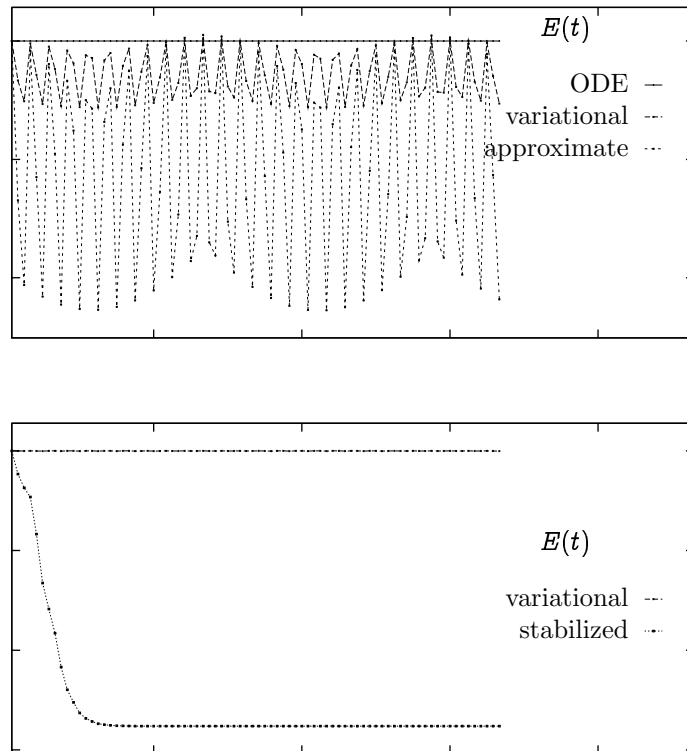 E(t)
ODE
variational
approximate
E(t)
variational
stabilized